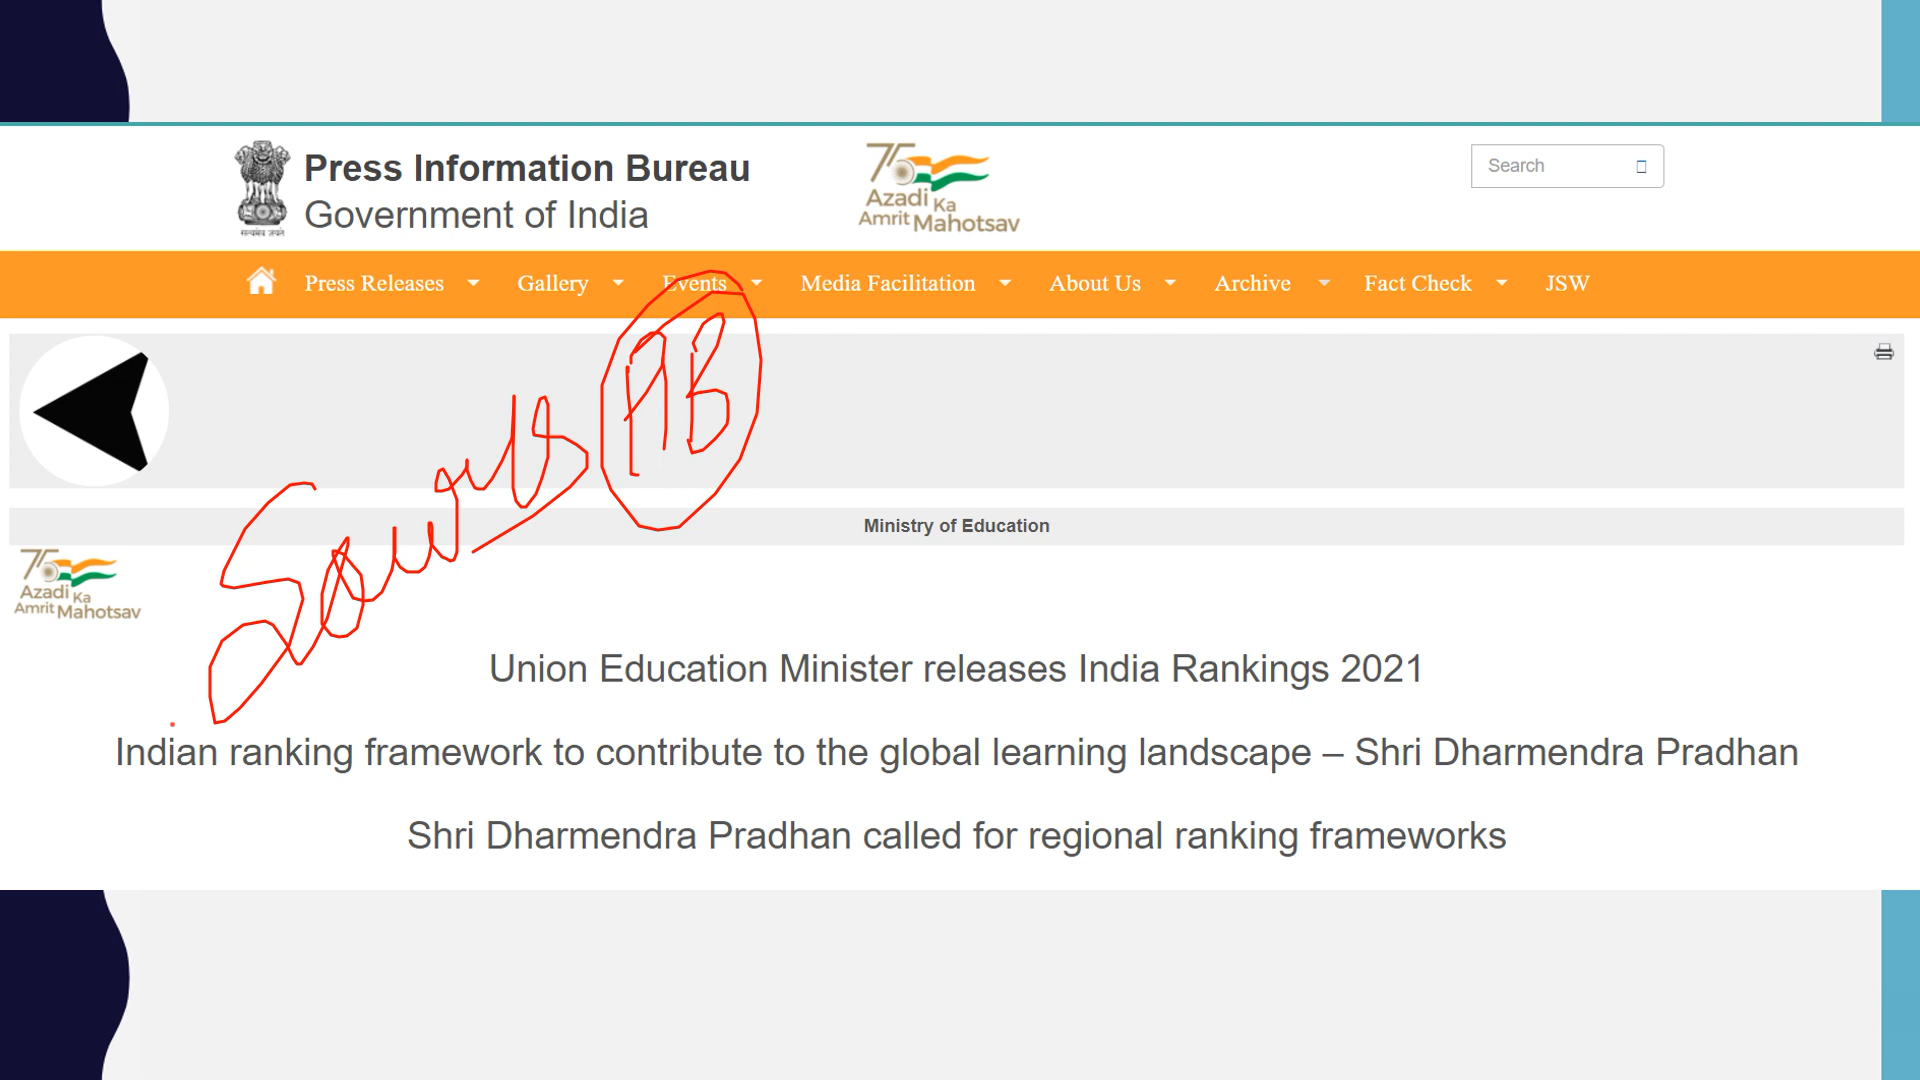 Press Information Bureau
Government of India
सत्यमेव जयते
75
Azadi Ka
Amrit Mahotsav
Search
Press Releases Gallery Events Media Facilitation About Us Archive Fact Check JSW
Ministry of Education
75
Azadi Ka
Amrit Mahotsav
Union Education Minister releases India Rankings 2021
Indian ranking framework to contribute to the global learning landscape – Shri Dharmendra Pradhan
Shri Dharmendra Pradhan called for regional ranking frameworks